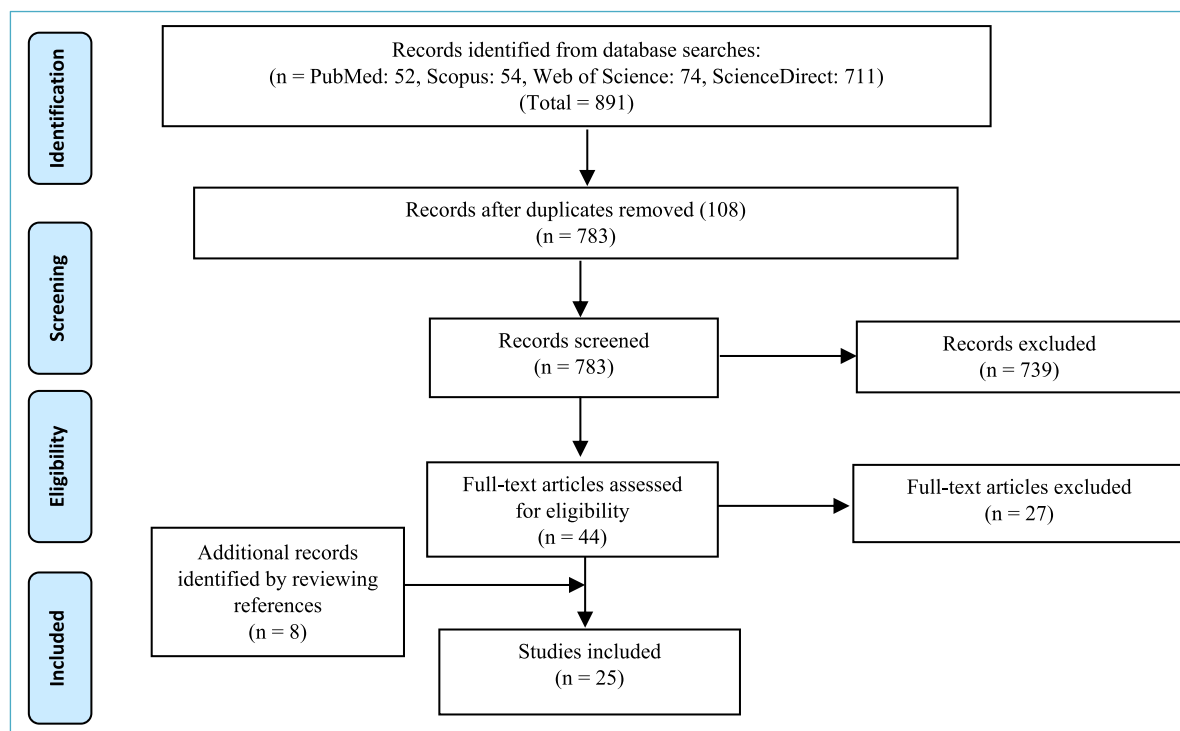 Identification
Records identified from database searches:
(n = PubMed: 52, Scopus: 54, Web of Science: 74, ScienceDirect: 711)
(Total = 891)
Records after duplicates removed (108)
(n = 783)
Screening
Records screened
(n = 783)
Records excluded
(n = 739)
Eligibility
Full-text articles assessed
for eligibility
(n = 44)
Full-text articles excluded
(n = 27)
Additional records
identified by reviewing
references
(n = 8)
Included
Studies included
(n = 25)